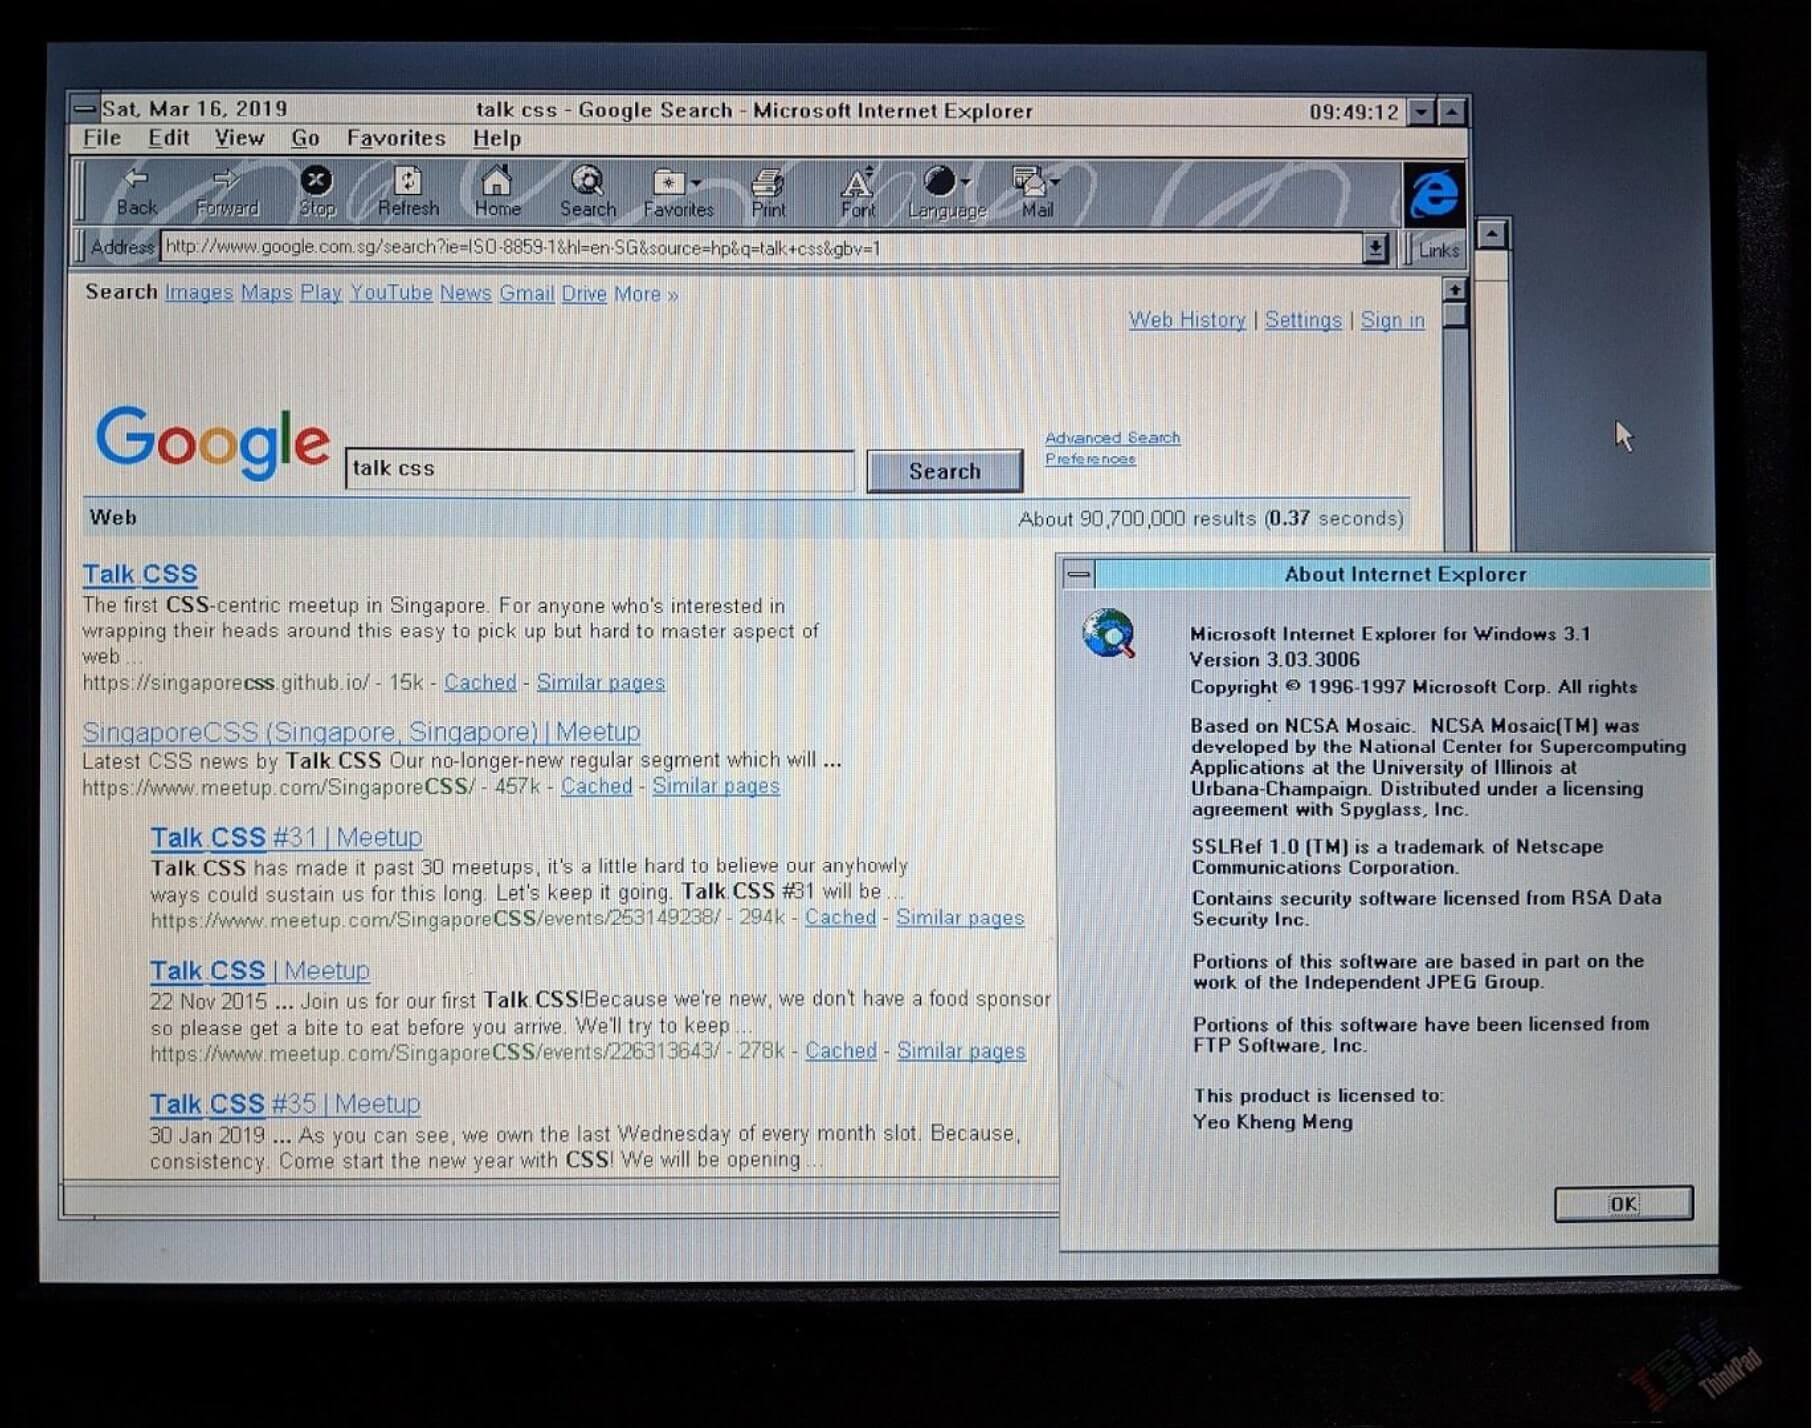 Sat, Mar 16, 2019 talk css - Google Search - Microsoft Internet Explorer 09:49:12
File Edit View Go Favorites Help
Back Forward Stop Refresh Home Search Favorites Print Font Language Mail
Address http://www.google.com.sg/search?ie=ISO-8859-1&hl=en-SG&source=hp&q=talk+css&gbv=1 Links
Search Images Maps Play YouTube News Gmail Drive More »
Web History | Settings | Sign in
Google talk css Search
Advanced Search
Preferences
Web About 90,700,000 results (0.37 seconds)
Talk.CSS
The first CSS-centric meetup in Singapore. For anyone who's interested in
wrapping their heads around this easy to pick up but hard to master aspect of
web ...
https://singaporecss.github.io/ - 15k - Cached - Similar pages
SingaporeCSS (Singapore, Singapore) | Meetup
Latest CSS news by Talk.CSS Our no-longer-new regular segment which will ...
https://www.meetup.com/SingaporeCSS/ - 457k - Cached - Similar pages
Talk.CSS #31 | Meetup
Talk.CSS has made it past 30 meetups, it's a little hard to believe our anyhowly
ways could sustain us for this long. Let's keep it going. Talk.CSS #31 will be ...
https://www.meetup.com/SingaporeCSS/events/253149238/ - 294k - Cached - Similar pages
Talk.CSS | Meetup
22 Nov 2015 ... Join us for our first Talk.CSS!Because we're new, we don't have a food sponsor
so please get a bite to eat before you arrive. We'll try to keep ...
https://www.meetup.com/SingaporeCSS/events/226313643/ - 278k - Cached - Similar pages
Talk.CSS #35 | Meetup
30 Jan 2019 ... As you can see, we own the last Wednesday of every month slot. Because,
consistency. Come start the new year with CSS! We will be opening ...
About Internet Explorer
Microsoft Internet Explorer for Windows 3.1
Version 3.03.3006
Copyright © 1996-1997 Microsoft Corp. All rights
Based on NCSA Mosaic. NCSA Mosaic(TM) was
developed by the National Center for Supercomputing
Applications at the University of Illinois at
Urbana-Champaign. Distributed under a licensing
agreement with Spyglass, Inc.
SSLRef 1.0 (TM) is a trademark of Netscape
Communications Corporation.
Contains security software licensed from RSA Data
Security Inc.
Portions of this software are based in part on the
work of the Independent JPEG Group.
Portions of this software have been licensed from
FTP Software, Inc.
This product is licensed to:
Yeo Kheng Meng
OK
IBM
ThinkPad